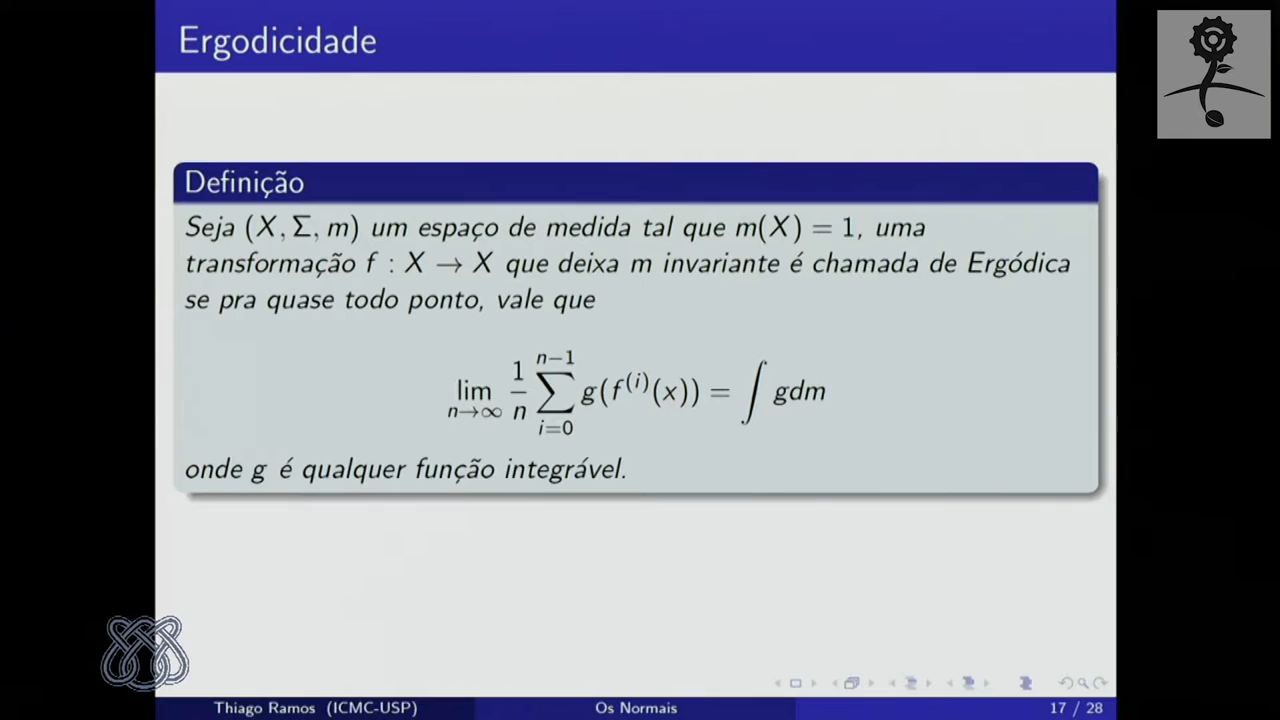 Ergodicidade
Definição
Seja (X, Σ, m) um espaço de medida tal que m(X) = 1, uma
transformação f : X → X que deixa m invariante é chamada de Ergódica
se pra quase todo ponto, vale que
lim_{n→∞} \frac{1}{n} ∑_{i=0}^{n−1} g(f^{(i)}(x)) = ∫ gdm
onde g é qualquer função integrável.
Thiago Ramos (ICMC-USP) Os Normais 17 / 28